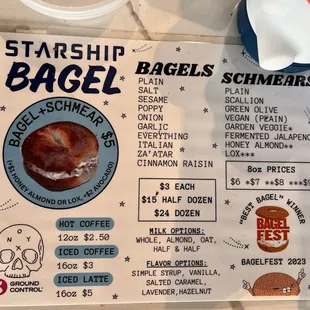 STARSHIP
BAGEL
BAGEL+SCHMEAR $5
(+$1 HONEY ALMOND OR LOX, +$2 AVOCADO)
HOT COFFEE
12oz $2.50
ICED COFFEE
16oz $3
ICED LATTE
16oz $5
N Y
GROUND
CONTROL
BAGELS
PLAIN
SALT
SESAME
POPPY
ONION
GARLIC
EVERYTHING
ITALIAN
ZA'ATAR
CINNAMON RAISIN
$3 EACH
$15 HALF DOZEN
$24 DOZEN
MILK OPTIONS:
WHOLE, ALMOND, OAT,
HALF & HALF
FLAVOR OPTIONS:
SIMPLE SYRUP, VANILLA,
SALTED CARAMEL,
LAVENDER, HAZELNUT
SCHMEARS
PLAIN
SCALLION
GREEN OLIVE
VEGAN (PLAIN)
GARDEN VEGGIE*
FERMENTED JALAPENO
HONEY ALMOND**
LOX***
8oz PRICES
$6 *$7 **$8 ***$9
"BEST BAGEL" WINNER
BAGEL
FEST
BAGELFEST 2023